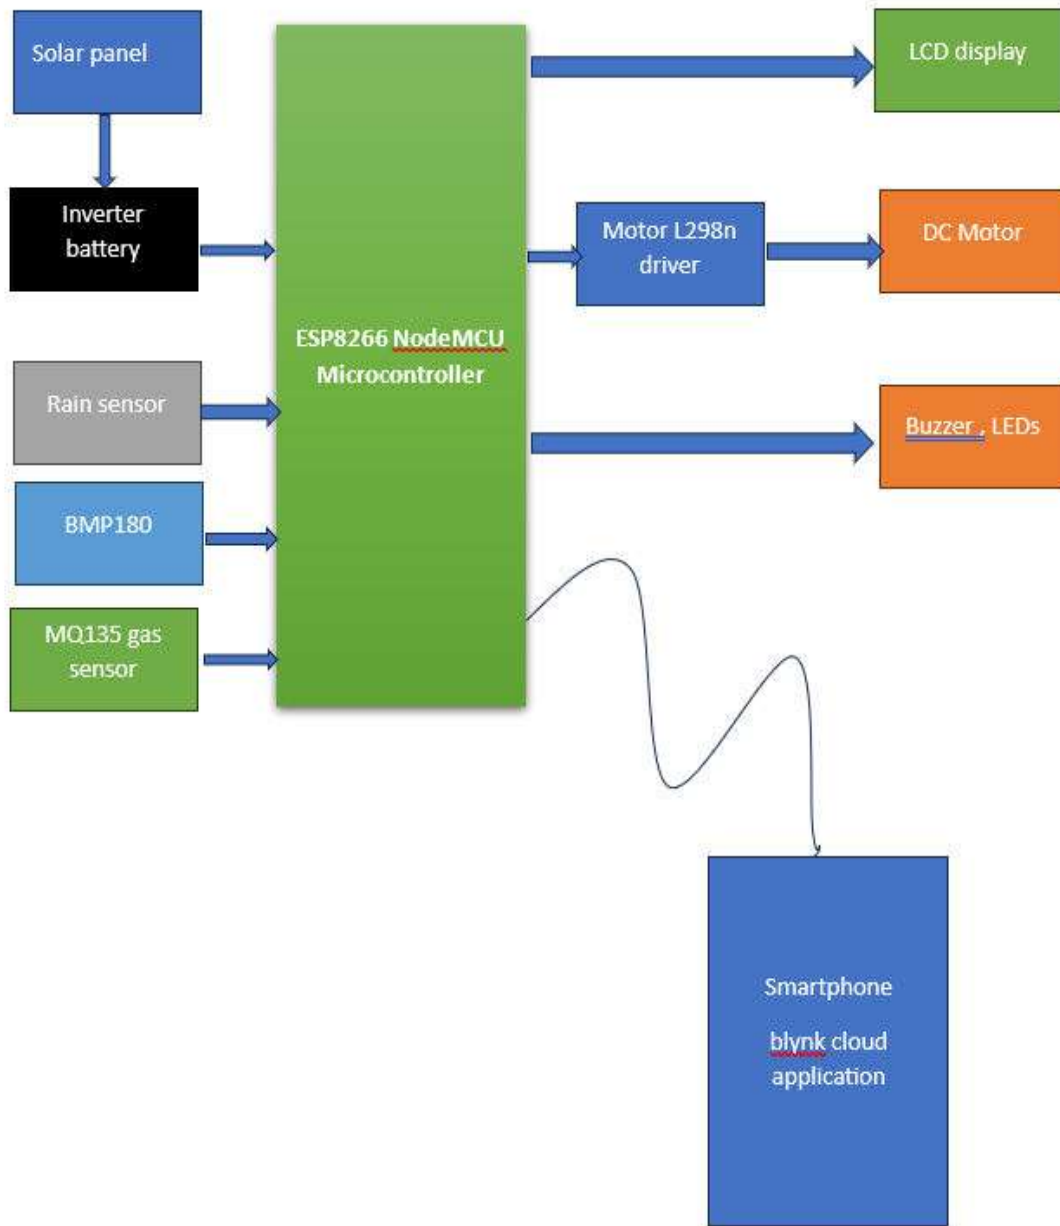 Solar panel
LCD display
Inverter
battery
Motor L298n
driver
DC Motor
ESP8266 NodeMCU
Microcontroller
Rain sensor
Buzzer , LEDs
BMP180
MQ135 gas
sensor
Smartphone
blynk cloud
application